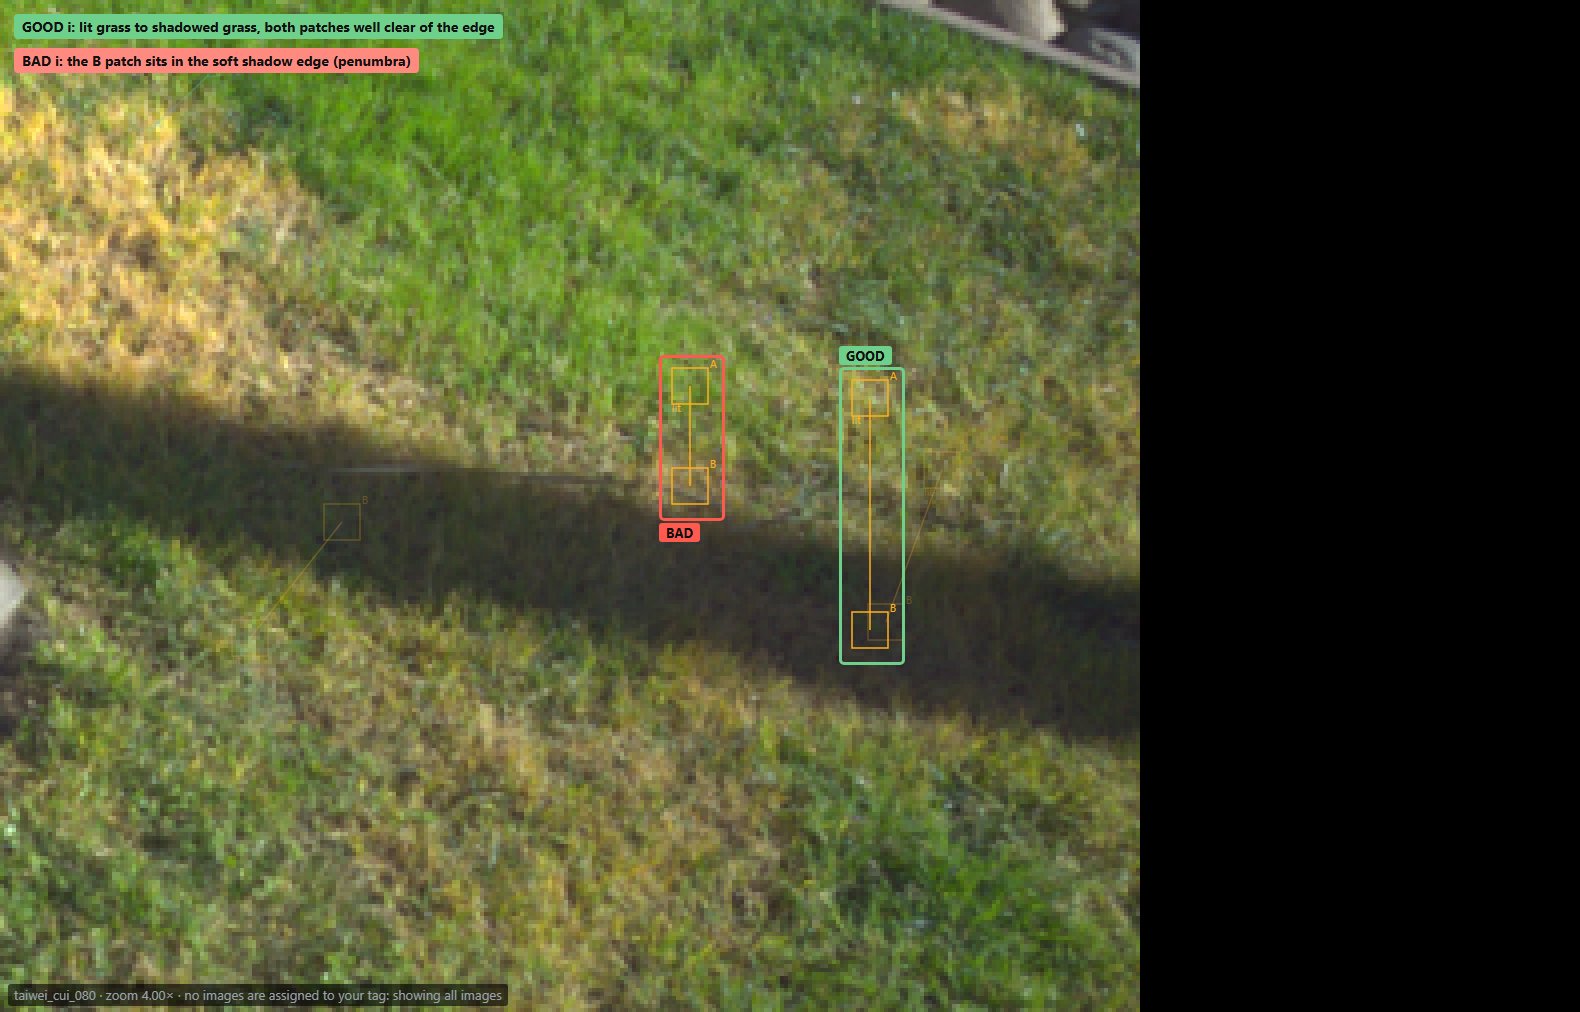 GOOD i: lit grass to shadowed grass, both patches well clear of the edge
BAD i: the B patch sits in the soft shadow edge (penumbra)
GOOD
A
A
lit
lit
B
B
BAD
B
B
taiwei_cui_080 · zoom 4.00× · no images are assigned to your tag: showing all images